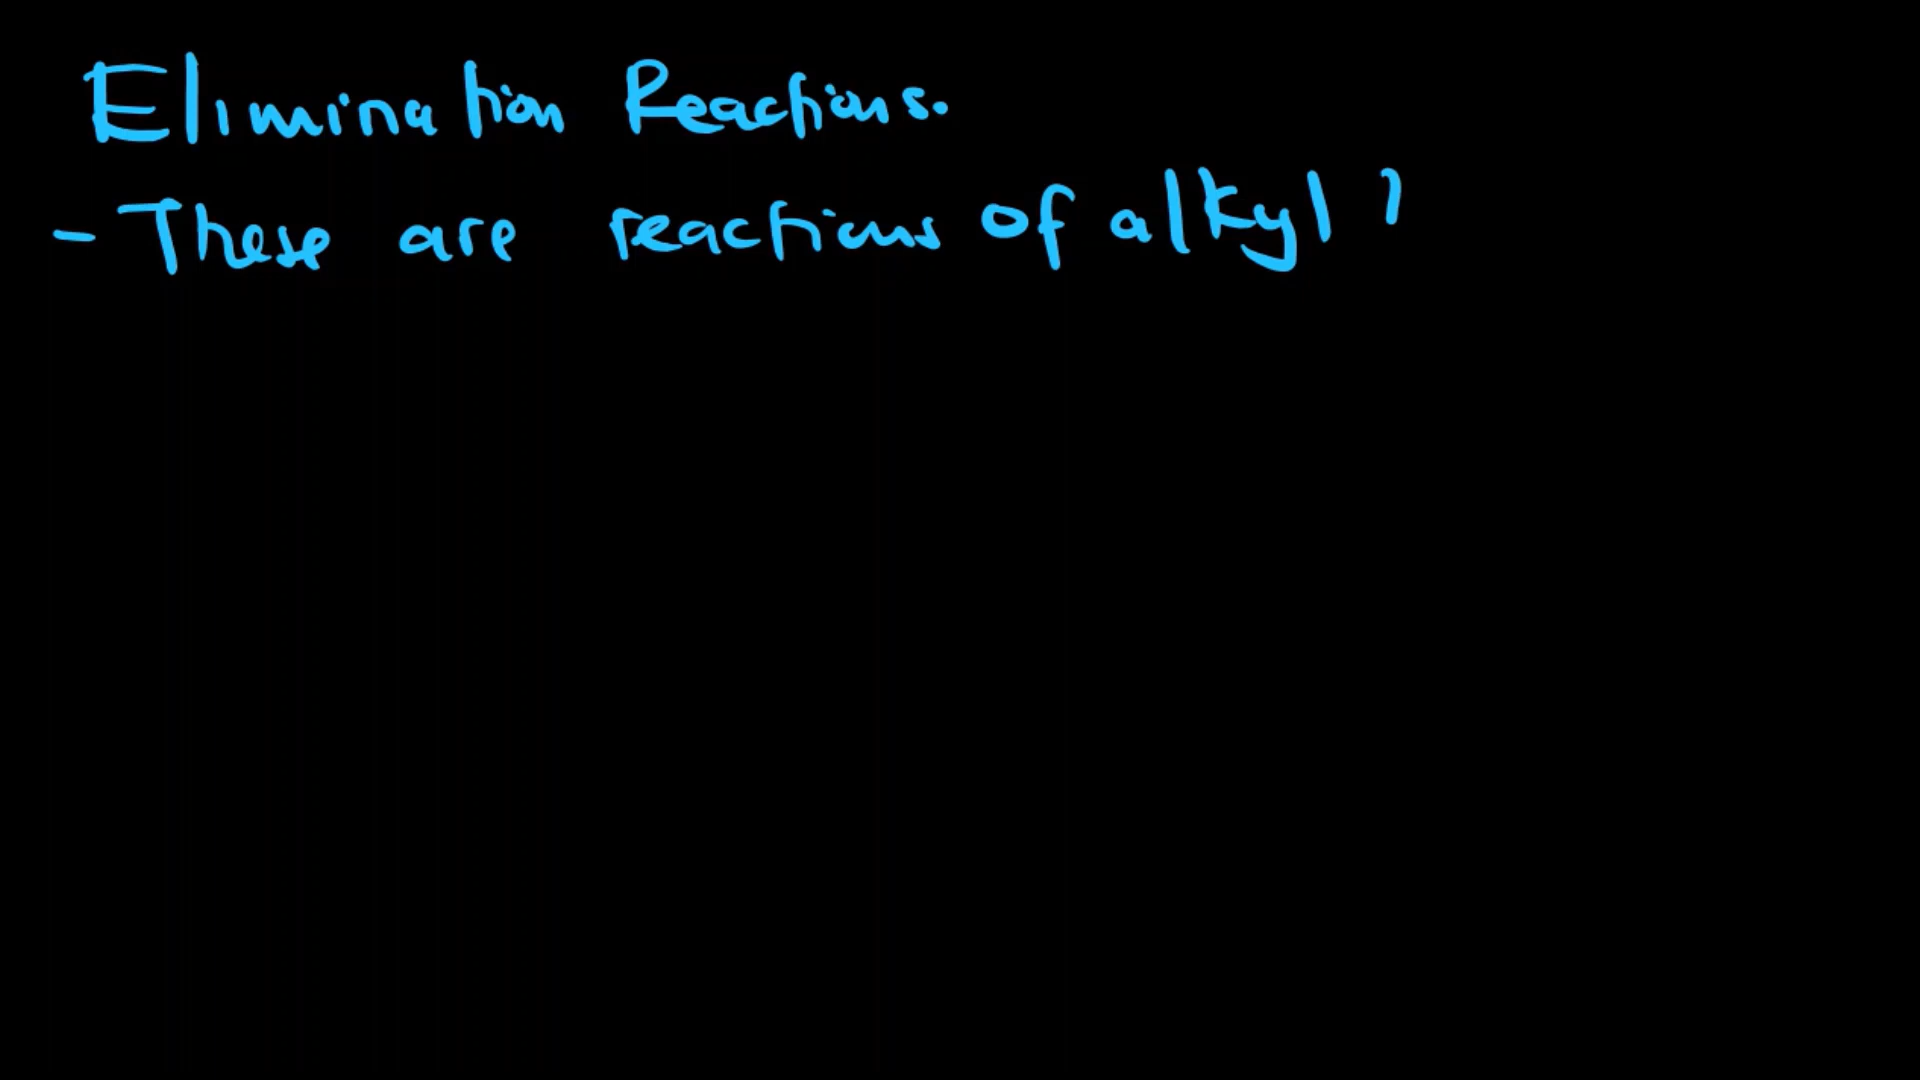 Elimination Reactions.
- These are reactions of alkyl